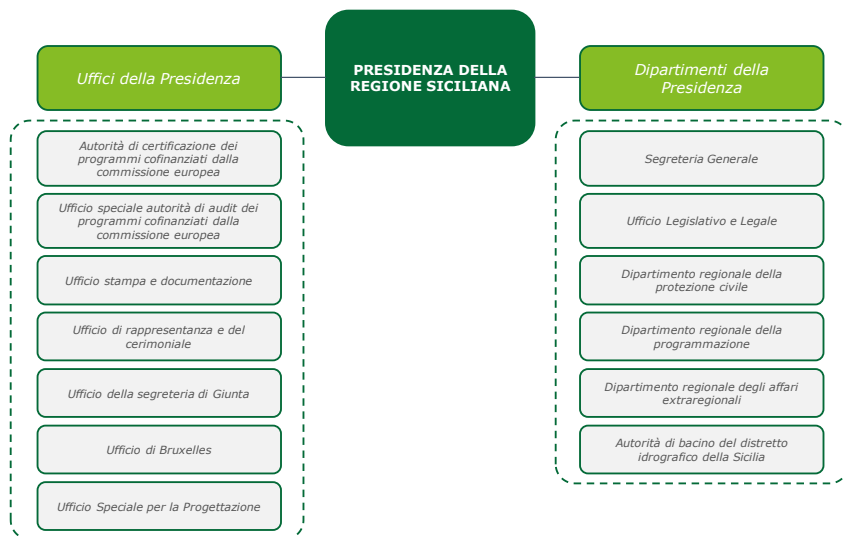 PRESIDENZA DELLA
REGIONE SICILIANA
Uffici della Presidenza
Autorità di certificazione dei
programmi cofinanziati dalla
commissione europea
Ufficio speciale autorità di audit dei
programmi cofinanziati dalla
commissione europea
Ufficio stampa e documentazione
Ufficio di rappresentanza e del
cerimoniale
Ufficio della segreteria di Giunta
Ufficio di Bruxelles
Ufficio Speciale per la Progettazione
Dipartimenti della
Presidenza
Segreteria Generale
Ufficio Legislativo e Legale
Dipartimento regionale della
protezione civile
Dipartimento regionale della
programmazione
Dipartimento regionale degli affari
extraregionali
Autorità di bacino del distretto
idrografico della Sicilia